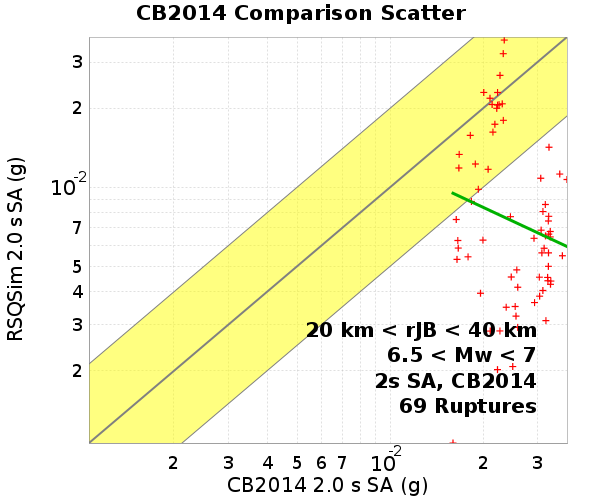 CB2014 Comparison Scatter
RSQSim 2.0 s SA (g)
3
2
10^-2
7
5
4
3
2
20 km < rJB < 40 km
6.5 < Mw < 7
2s SA, CB2014
69 Ruptures
2 3 4 5 6 7 10^-2 2 3
CB2014 2.0 s SA (g)